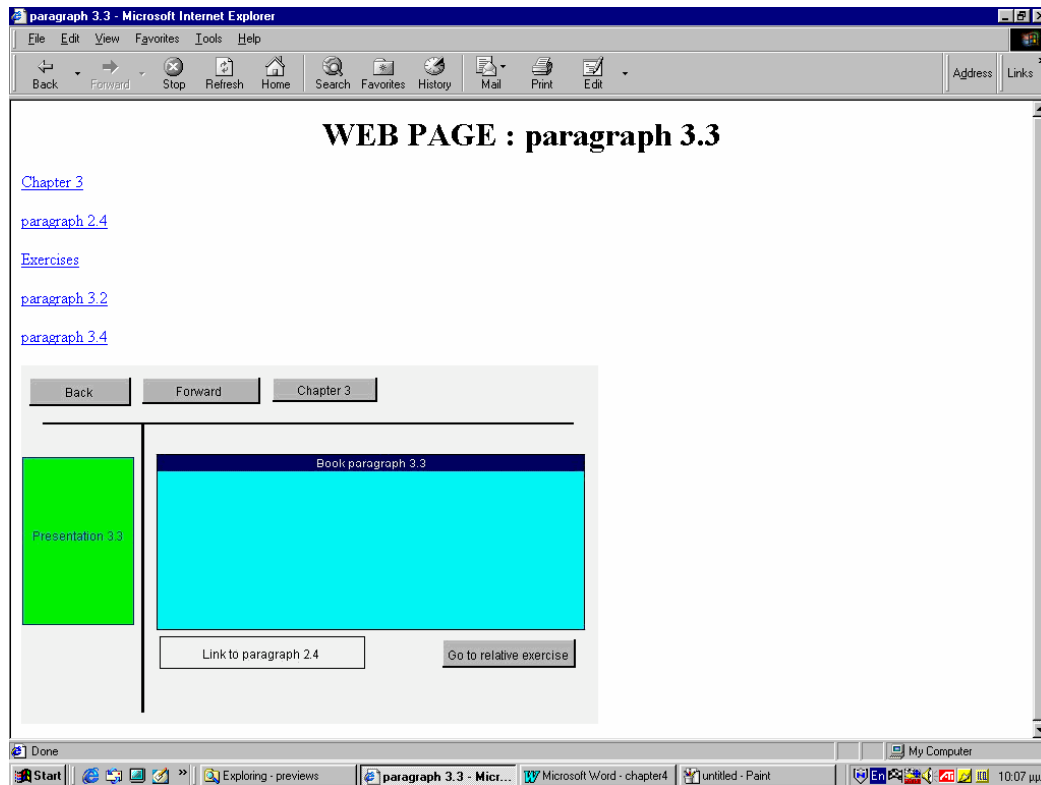 paragraph 3.3 - Microsoft Internet Explorer
File Edit View Favorites Tools Help
Back Forward Stop Refresh Home Search Favorites History Mail Print Edit Address Links
WEB PAGE : paragraph 3.3
Chapter 3
paragraph 2.4
Exercises
paragraph 3.2
paragraph 3.4
Back Forward Chapter 3
Book paragraph 3.3
Presentation 3.3
Link to paragraph 2.4 Go to relative exercise
Done My Computer
Start Exploring - previews paragraph 3.3 - Micr... Microsoft Word - chapter4 untitled - Paint En 10:07 μμ